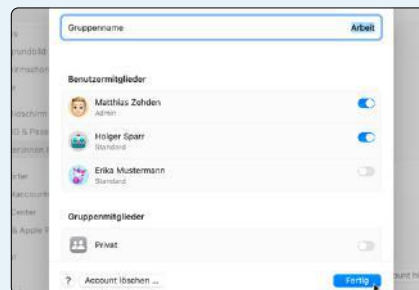 Gruppenname Arbeit
Benutzermitglieder
Matthias Zehden
Admin
Holger Sparr
Standard
Erika Mustermann
Standard
Gruppenmitglieder
Privat
? Account löschen ... Fertig